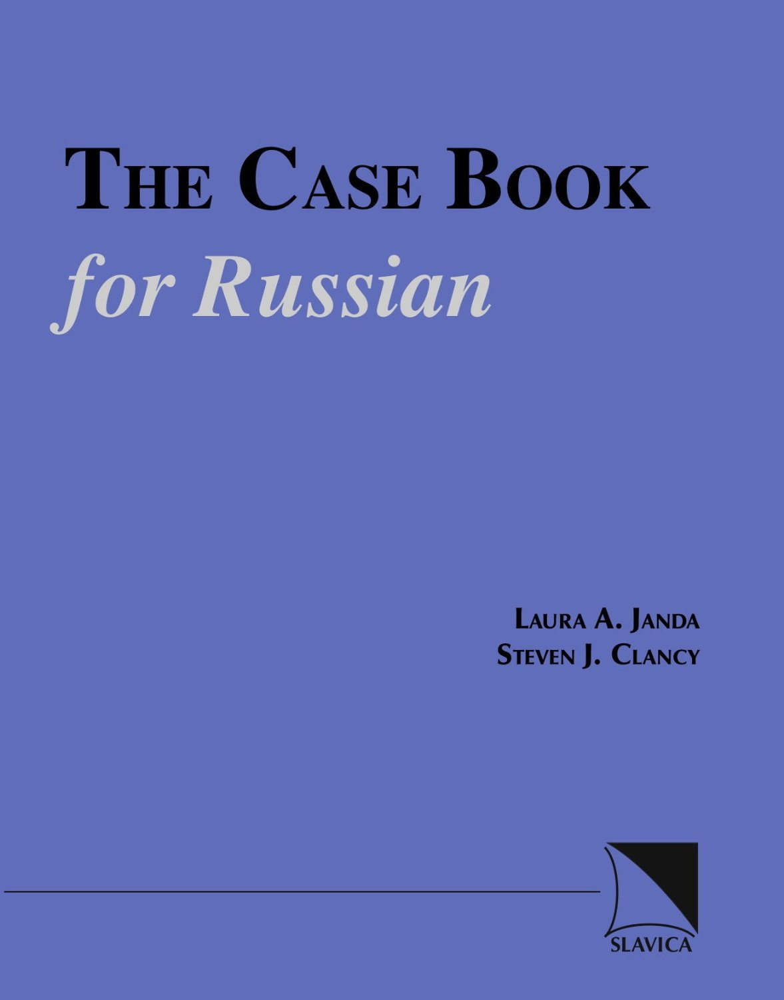 THE CASE BOOK
for Russian
LAURA A. JANDA
STEVEN J. CLANCY
SLAVICA